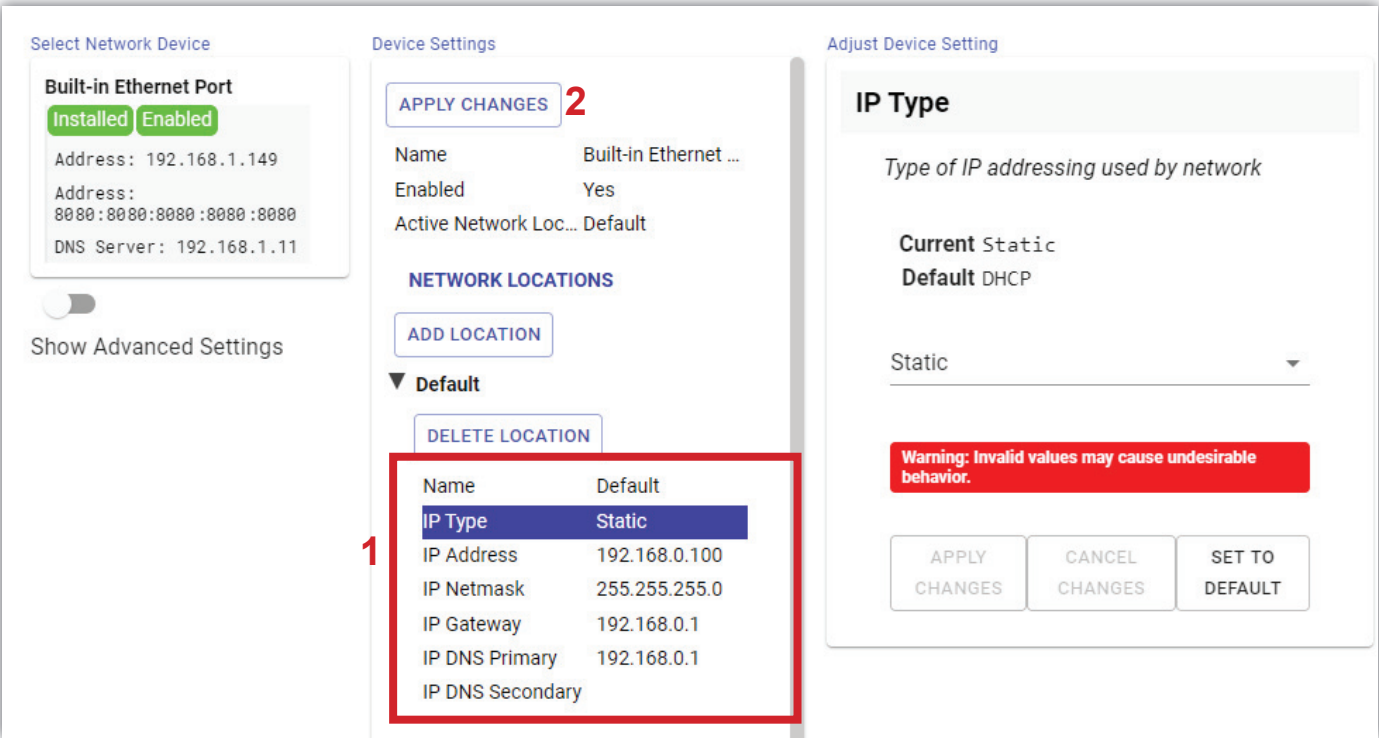 Select Network Device
Built-in Ethernet Port
Installed Enabled
Address: 192.168.1.149
Address:
8080:8080:8080:8080:8080
DNS Server: 192.168.1.11
Show Advanced Settings
Device Settings
APPLY CHANGES 2
Name Built-in Ethernet ...
Enabled Yes
Active Network Loc... Default
NETWORK LOCATIONS
ADD LOCATION
▼ Default
DELETE LOCATION
1
Name Default
IP Type Static
IP Address 192.168.0.100
IP Netmask 255.255.255.0
IP Gateway 192.168.0.1
IP DNS Primary 192.168.0.1
IP DNS Secondary
Adjust Device Setting
IP Type
Type of IP addressing used by network
Current Static
Default DHCP
Static
Warning: Invalid values may cause undesirable
behavior.
APPLY CHANGES
CANCEL CHANGES
SET TO DEFAULT